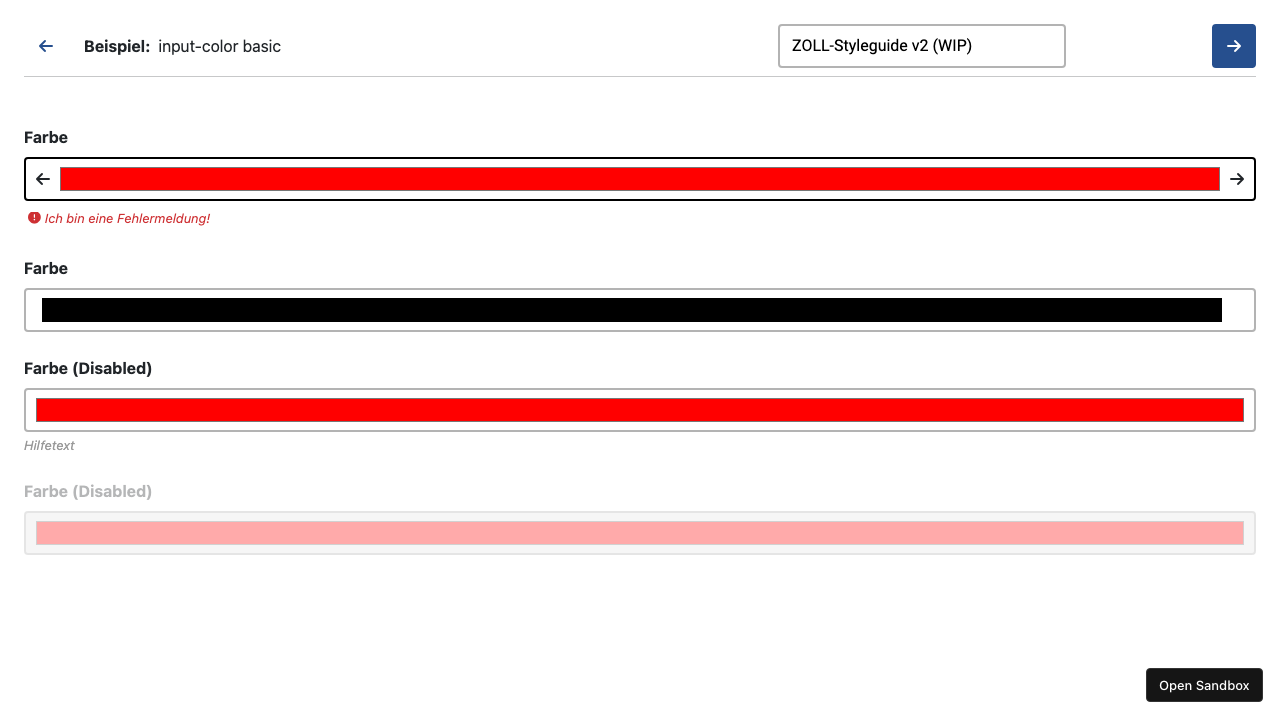 Beispiel: input-color basic
ZOLL-Styleguide v2 (WIP)
Farbe
Ich bin eine Fehlermeldung!
Farbe
Farbe (Disabled)
Hilfetext
Farbe (Disabled)
Open Sandbox